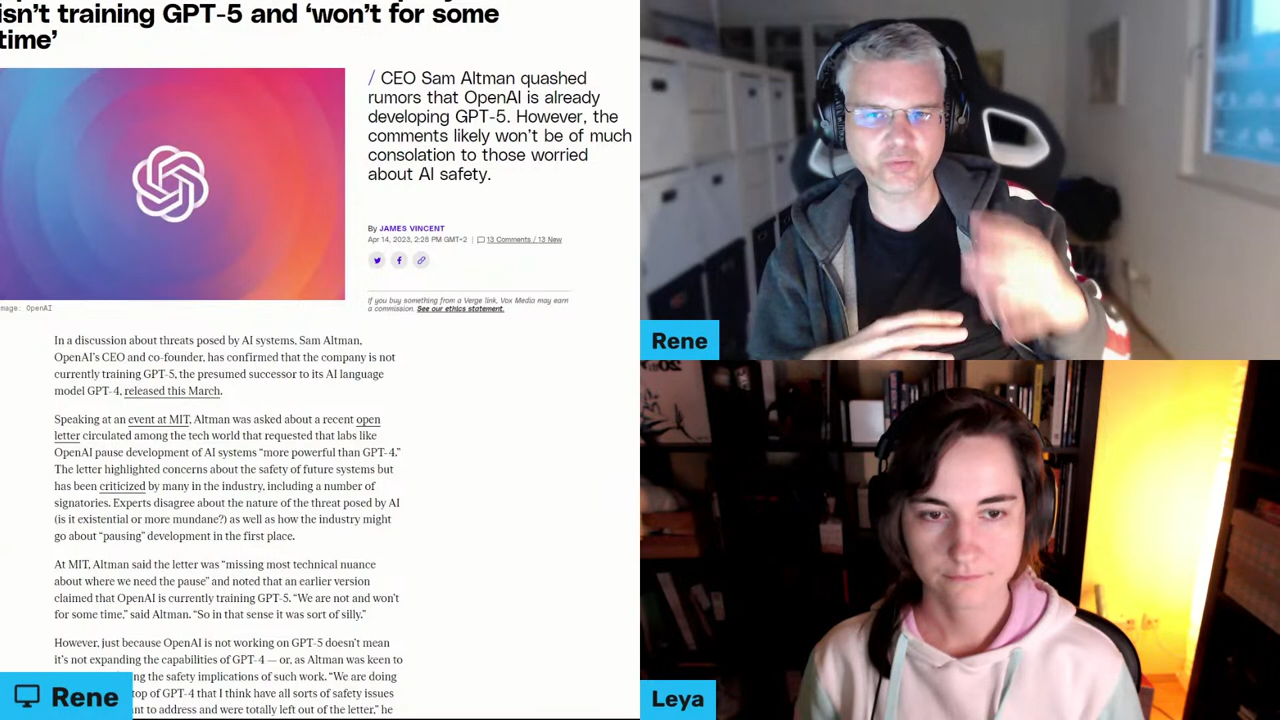 isn't training GPT-5 and ‘won't for some
time’
/ CEO Sam Altman quashed
rumors that OpenAI is already
developing GPT-5. However, the
comments likely won't be of much
consolation to those worried
about AI safety.
By JAMES VINCENT
Apr 14, 2023, 2:28 PM GMT+2 | 13 Comments / 13 New
mage: OpenAI
If you buy something from a Verge link, Vox Media may earn
a commission. See our ethics statement.
In a discussion about threats posed by AI systems, Sam Altman,
OpenAI's CEO and co-founder, has confirmed that the company is not
currently training GPT-5, the presumed successor to its AI language
model GPT-4, released this March.
Speaking at an event at MIT, Altman was asked about a recent open
letter circulated among the tech world that requested that labs like
OpenAI pause development of AI systems “more powerful than GPT-4.”
The letter highlighted concerns about the safety of future systems but
has been criticized by many in the industry, including a number of
signatories. Experts disagree about the nature of the threat posed by AI
(is it existential or more mundane?) as well as how the industry might
go about “pausing” development in the first place.
At MIT, Altman said the letter was “missing most technical nuance
about where we need the pause” and noted that an earlier version
claimed that OpenAI is currently training GPT-5. “We are not and won't
for some time,” said Altman. “So in that sense it was sort of silly.”
However, just because OpenAI is not working on GPT-5 doesn't mean
it's not expanding the capabilities of GPT-4 — or, as Altman was keen to
ng the safety implications of such work. “We are doing
top of GPT-4 that I think have all sorts of safety issues
nt to address and were totally left out of the letter,” he
Rene
Rene
Leya